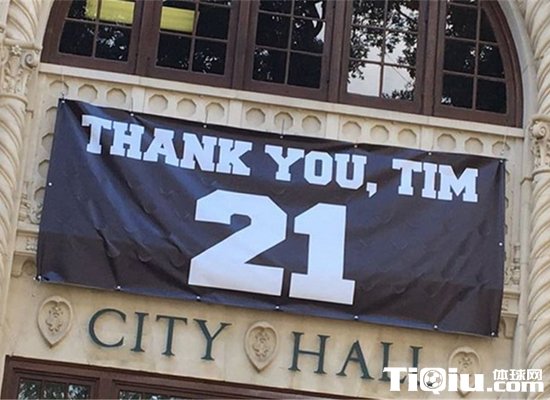 THANK YOU, TIM
21
CITY HALL
TiQiu.com
体球网